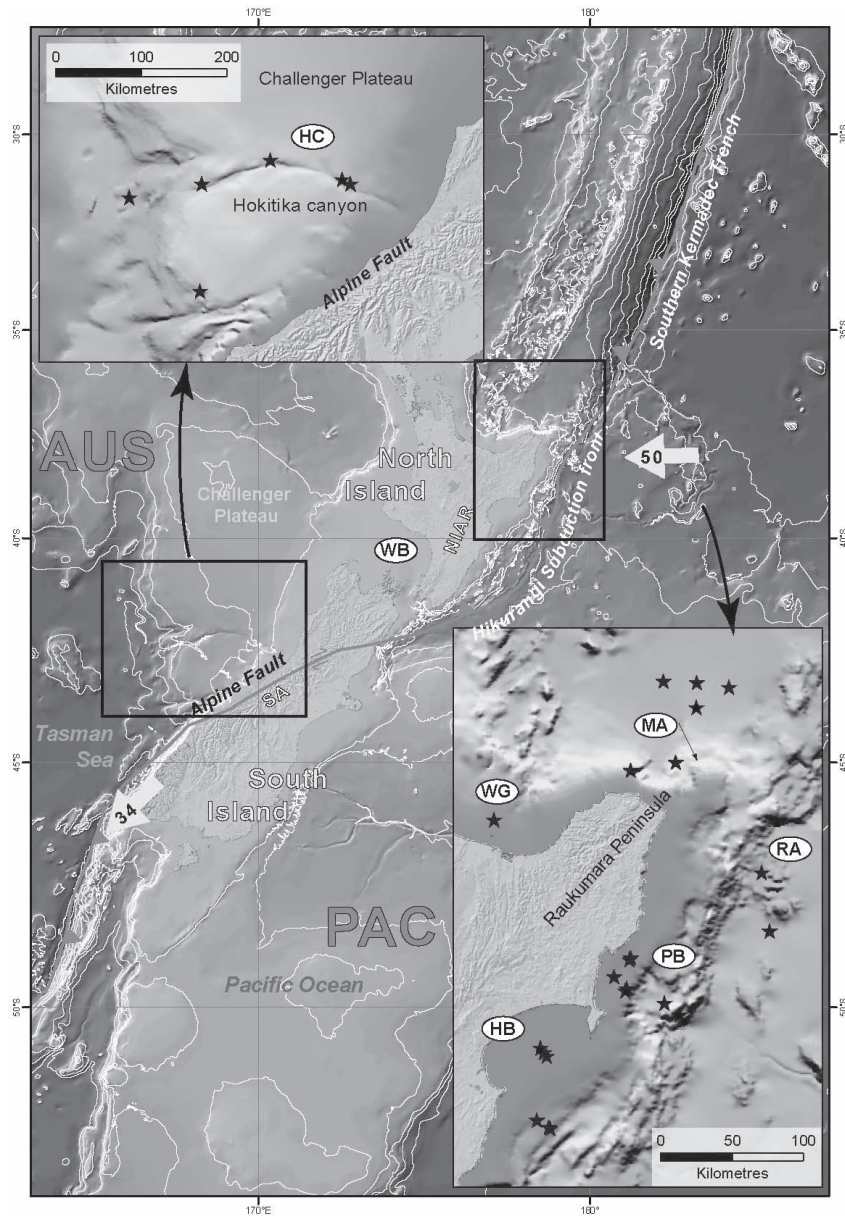 170°E
180°
0 100 200
Kilometres
Challenger Plateau
HC
Hokitika canyon
Alpine Fault
30°S
35°S
40°S
45°S
50°S
Southern Kermadec Trench
AUS
Challenger
Plateau
North
Island
NIAR
WB
50
Hikurangi Subduction front
Alpine Fault
SA
Tasman
Sea
South
Island
34
PAC
Pacific Ocean
MA
WG
Raukumara Peninsula
RA
PB
HB
0 50 100
Kilometres
170°E
180°